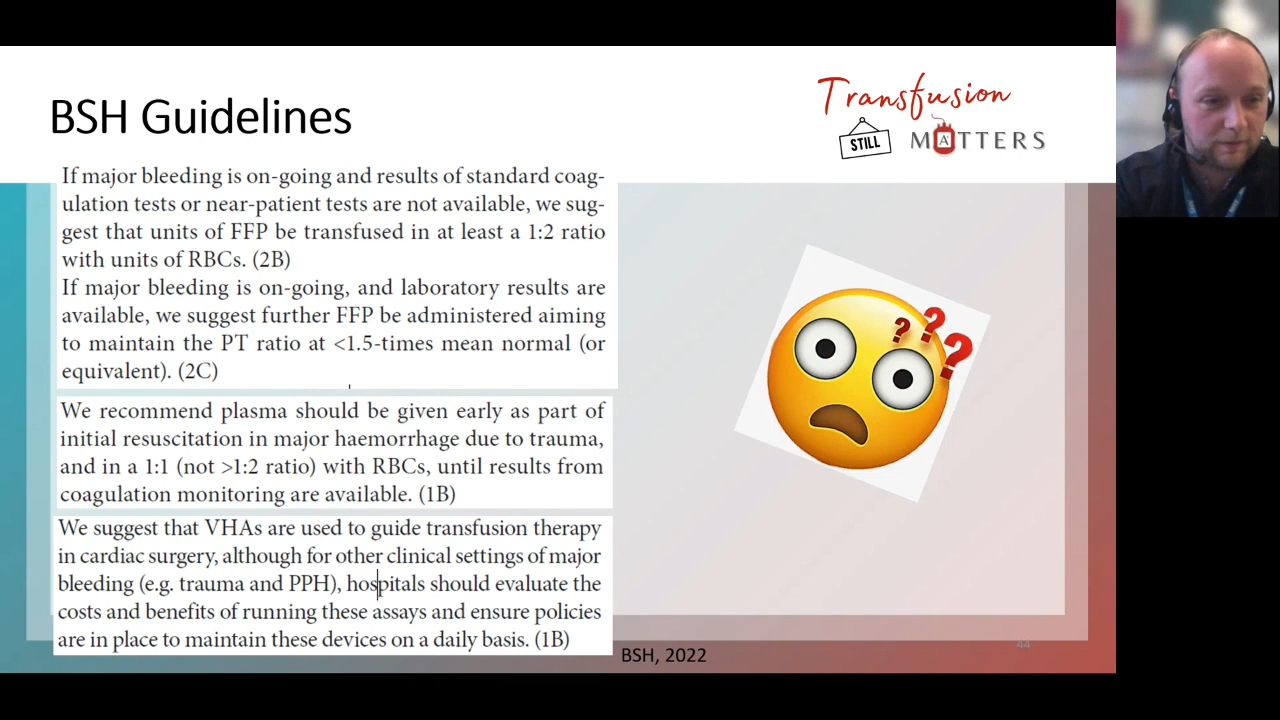 BSH Guidelines
Transfusion
STILL
MATTERS
If major bleeding is on-going and results of standard coag-
ulation tests or near-patient tests are not available, we sug-
gest that units of FFP be transfused in at least a 1:2 ratio
with units of RBCs. (2B)
If major bleeding is on-going, and laboratory results are
available, we suggest further FFP be administered aiming
to maintain the PT ratio at <1.5-times mean normal (or
equivalent). (2C)
We recommend plasma should be given early as part of
initial resuscitation in major haemorrhage due to trauma,
and in a 1:1 (not >1:2 ratio) with RBCs, until results from
coagulation monitoring are available. (1B)
We suggest that VHAs are used to guide transfusion therapy
in cardiac surgery, although for other clinical settings of major
bleeding (e.g. trauma and PPH), hospitals should evaluate the
costs and benefits of running these assays and ensure policies
are in place to maintain these devices on a daily basis. (1B)
? ? ?
BSH, 2022
44